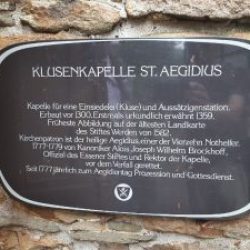 KLUSENKAPELLE ST. AEGIDIUS
Kapelle für eine Einsiedelei (Kluse) und Aussätzigenstation.
Erbaut vor 1300. Erstmals urkundlich erwähnt 1359.
Früheste Abbildung auf der ältesten Landkarte
des Stiftes Werden von 1582.
Kirchenpatron ist der heilige Aegidius, einer der Vierzehn Nothelfer.
1777-1779 von Kanoniker Alois Joseph Wilhelm Brockhoff,
Offizial des Essener Stiftes und Rektor der Kapelle,
vor dem Verfall gerettet.
Seit 1777 jährlich zum Aegidiantag Prozession und Gottesdienst.